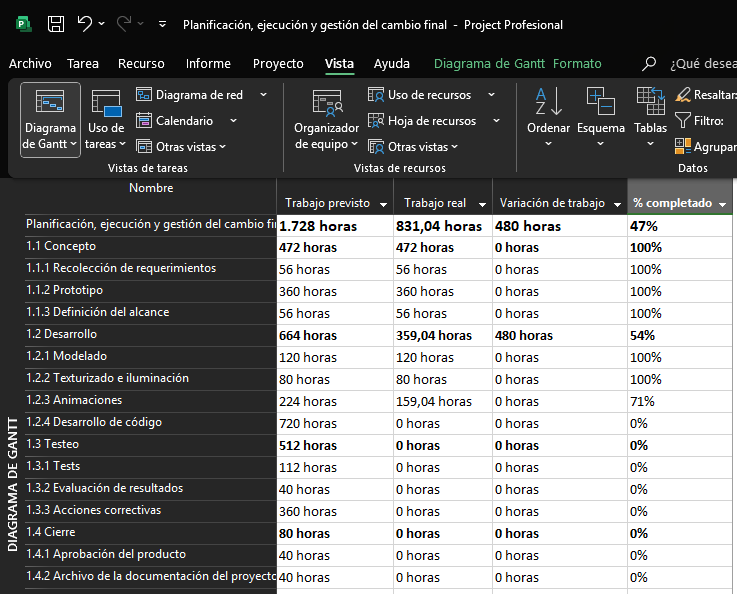 Planificación, ejecución y gestión del cambio final - Project Profesional
Archivo Tarea Recurso Informe Proyecto Vista Ayuda Diagrama de Gantt Formato ¿Qué desea
Diagrama de Gantt
Uso de tareas
Diagrama de red
Calendario
Otras vistas
Vistas de tareas
Organizador de equipo
Uso de recursos
Hoja de recursos
Otras vistas
Vistas de recursos
Ordenar
Esquema
Tablas
Resaltar:
Filtro:
Agrupar
Datos
Nombre Trabajo previsto Trabajo real Variación de trabajo % completado
Planificación, ejecución y gestión del cambio fi 1.728 horas 831,04 horas 480 horas 47%
1.1 Concepto 472 horas 472 horas 0 horas 100%
1.1.1 Recolección de requerimientos 56 horas 56 horas 0 horas 100%
1.1.2 Prototipo 360 horas 360 horas 0 horas 100%
1.1.3 Definición del alcance 56 horas 56 horas 0 horas 100%
1.2 Desarrollo 664 horas 359,04 horas 480 horas 54%
1.2.1 Modelado 120 horas 120 horas 0 horas 100%
1.2.2 Texturizado e iluminación 80 horas 80 horas 0 horas 100%
1.2.3 Animaciones 224 horas 159,04 horas 0 horas 71%
1.2.4 Desarrollo de código 720 horas 0 horas 0 horas 0%
1.3 Testeo 512 horas 0 horas 0 horas 0%
1.3.1 Tests 112 horas 0 horas 0 horas 0%
1.3.2 Evaluación de resultados 40 horas 0 horas 0 horas 0%
1.3.3 Acciones correctivas 360 horas 0 horas 0 horas 0%
1.4 Cierre 80 horas 0 horas 0 horas 0%
1.4.1 Aprobación del producto 40 horas 0 horas 0 horas 0%
1.4.2 Archivo de la documentación del proyecto 40 horas 0 horas 0 horas 0%
DIAGRAMA DE GANTT